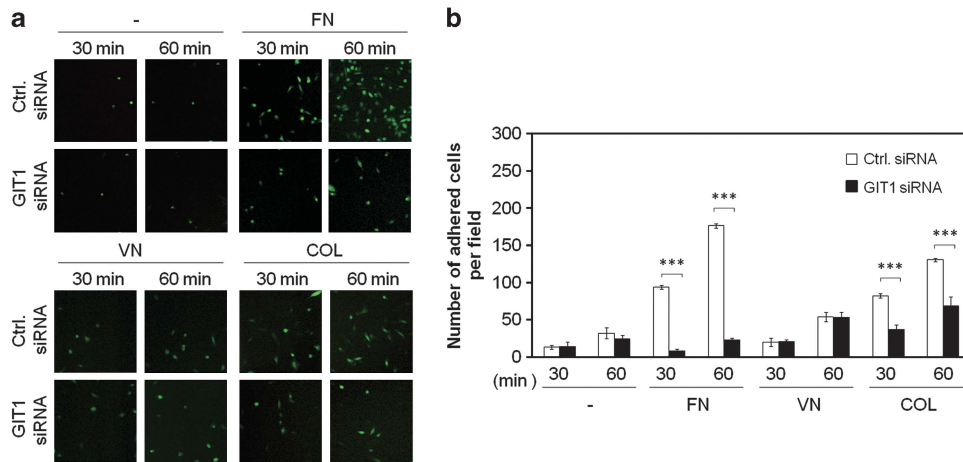 a
- FN
30 min 60 min 30 min 60 min
Ctrl. siRNA
GIT1 siRNA
VN COL
30 min 60 min 30 min 60 min
Ctrl. siRNA
GIT1 siRNA
b
Number of adhered cells
per field
300
250
200
150
100
50
0
Ctrl. siRNA
GIT1 siRNA
***
***
***
***
(min) 30 60 30 60 30 60 30 60
- FN VN COL